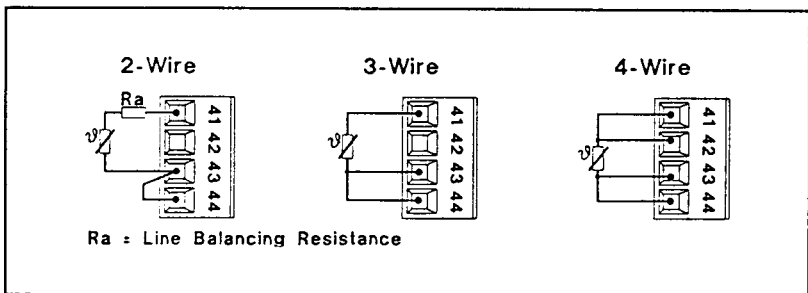 2-Wire
3-Wire
4-Wire
Ra
ϑ
41
42
43
44
ϑ
41
42
43
44
ϑ
41
42
43
44
Ra = Line Balancing Resistance